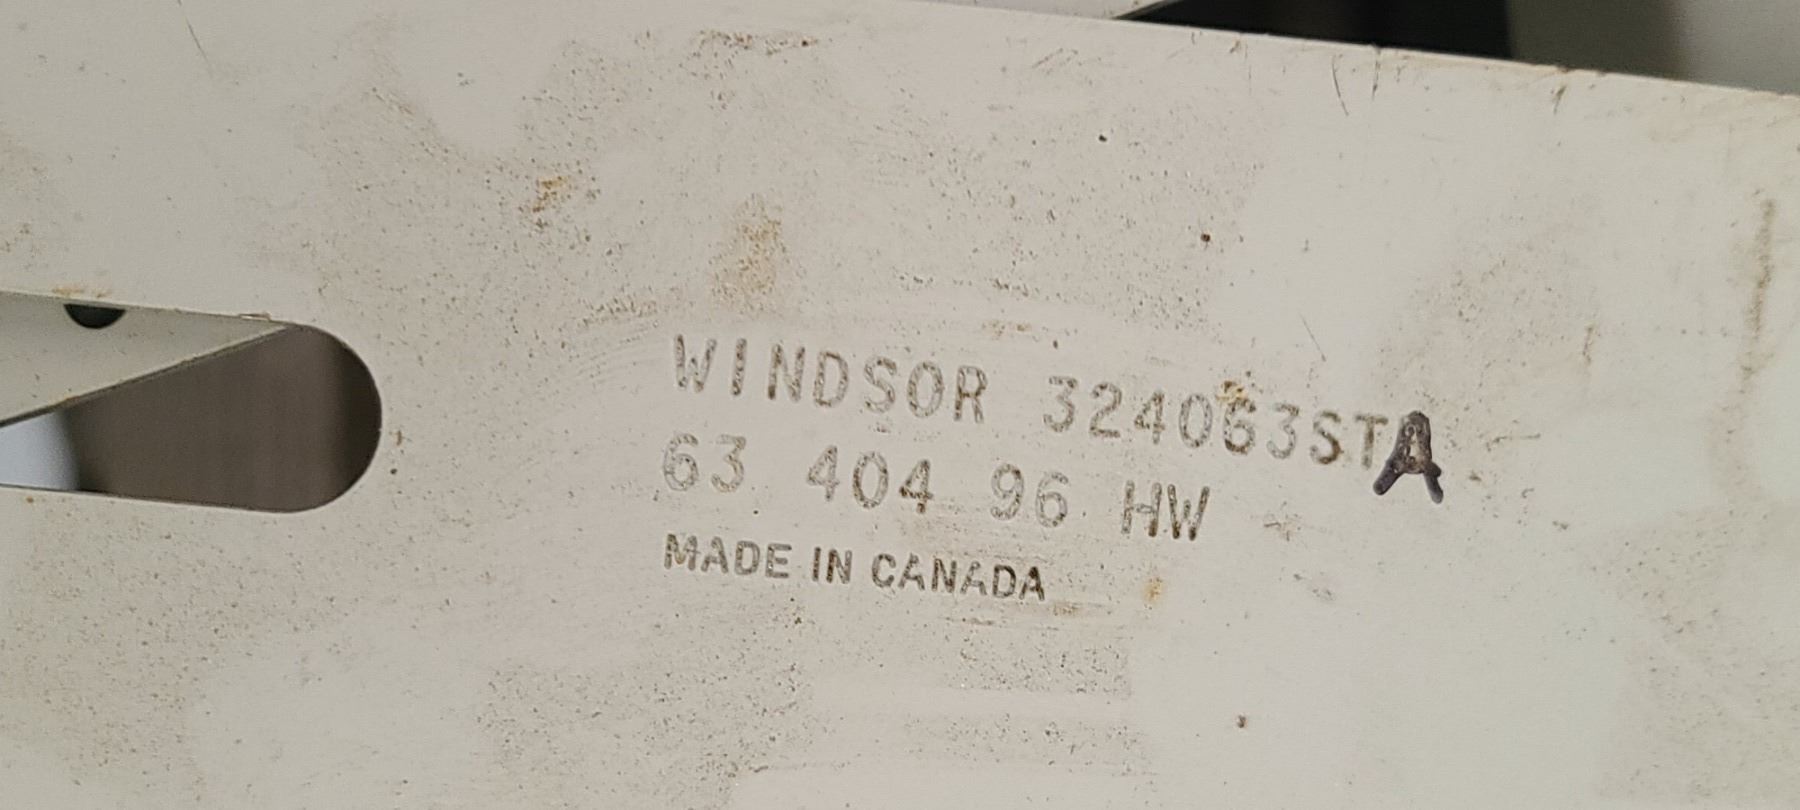 WINDSOR 324063STA
63 404 96 HW
MADE IN CANADA